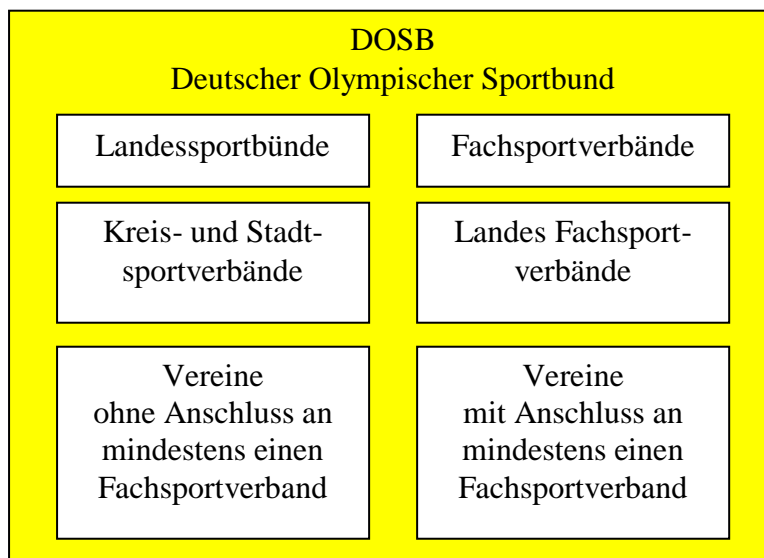 DOSB
Deutscher Olympischer Sportbund
Landessportbünde
Fachsportverbände
Kreis- und Stadt-
sportverbände
Landes Fachsport-
verbände
Vereine
ohne Anschluss an
mindestens einen
Fachsportverband
Vereine
mit Anschluss an
mindestens einen
Fachsportverband